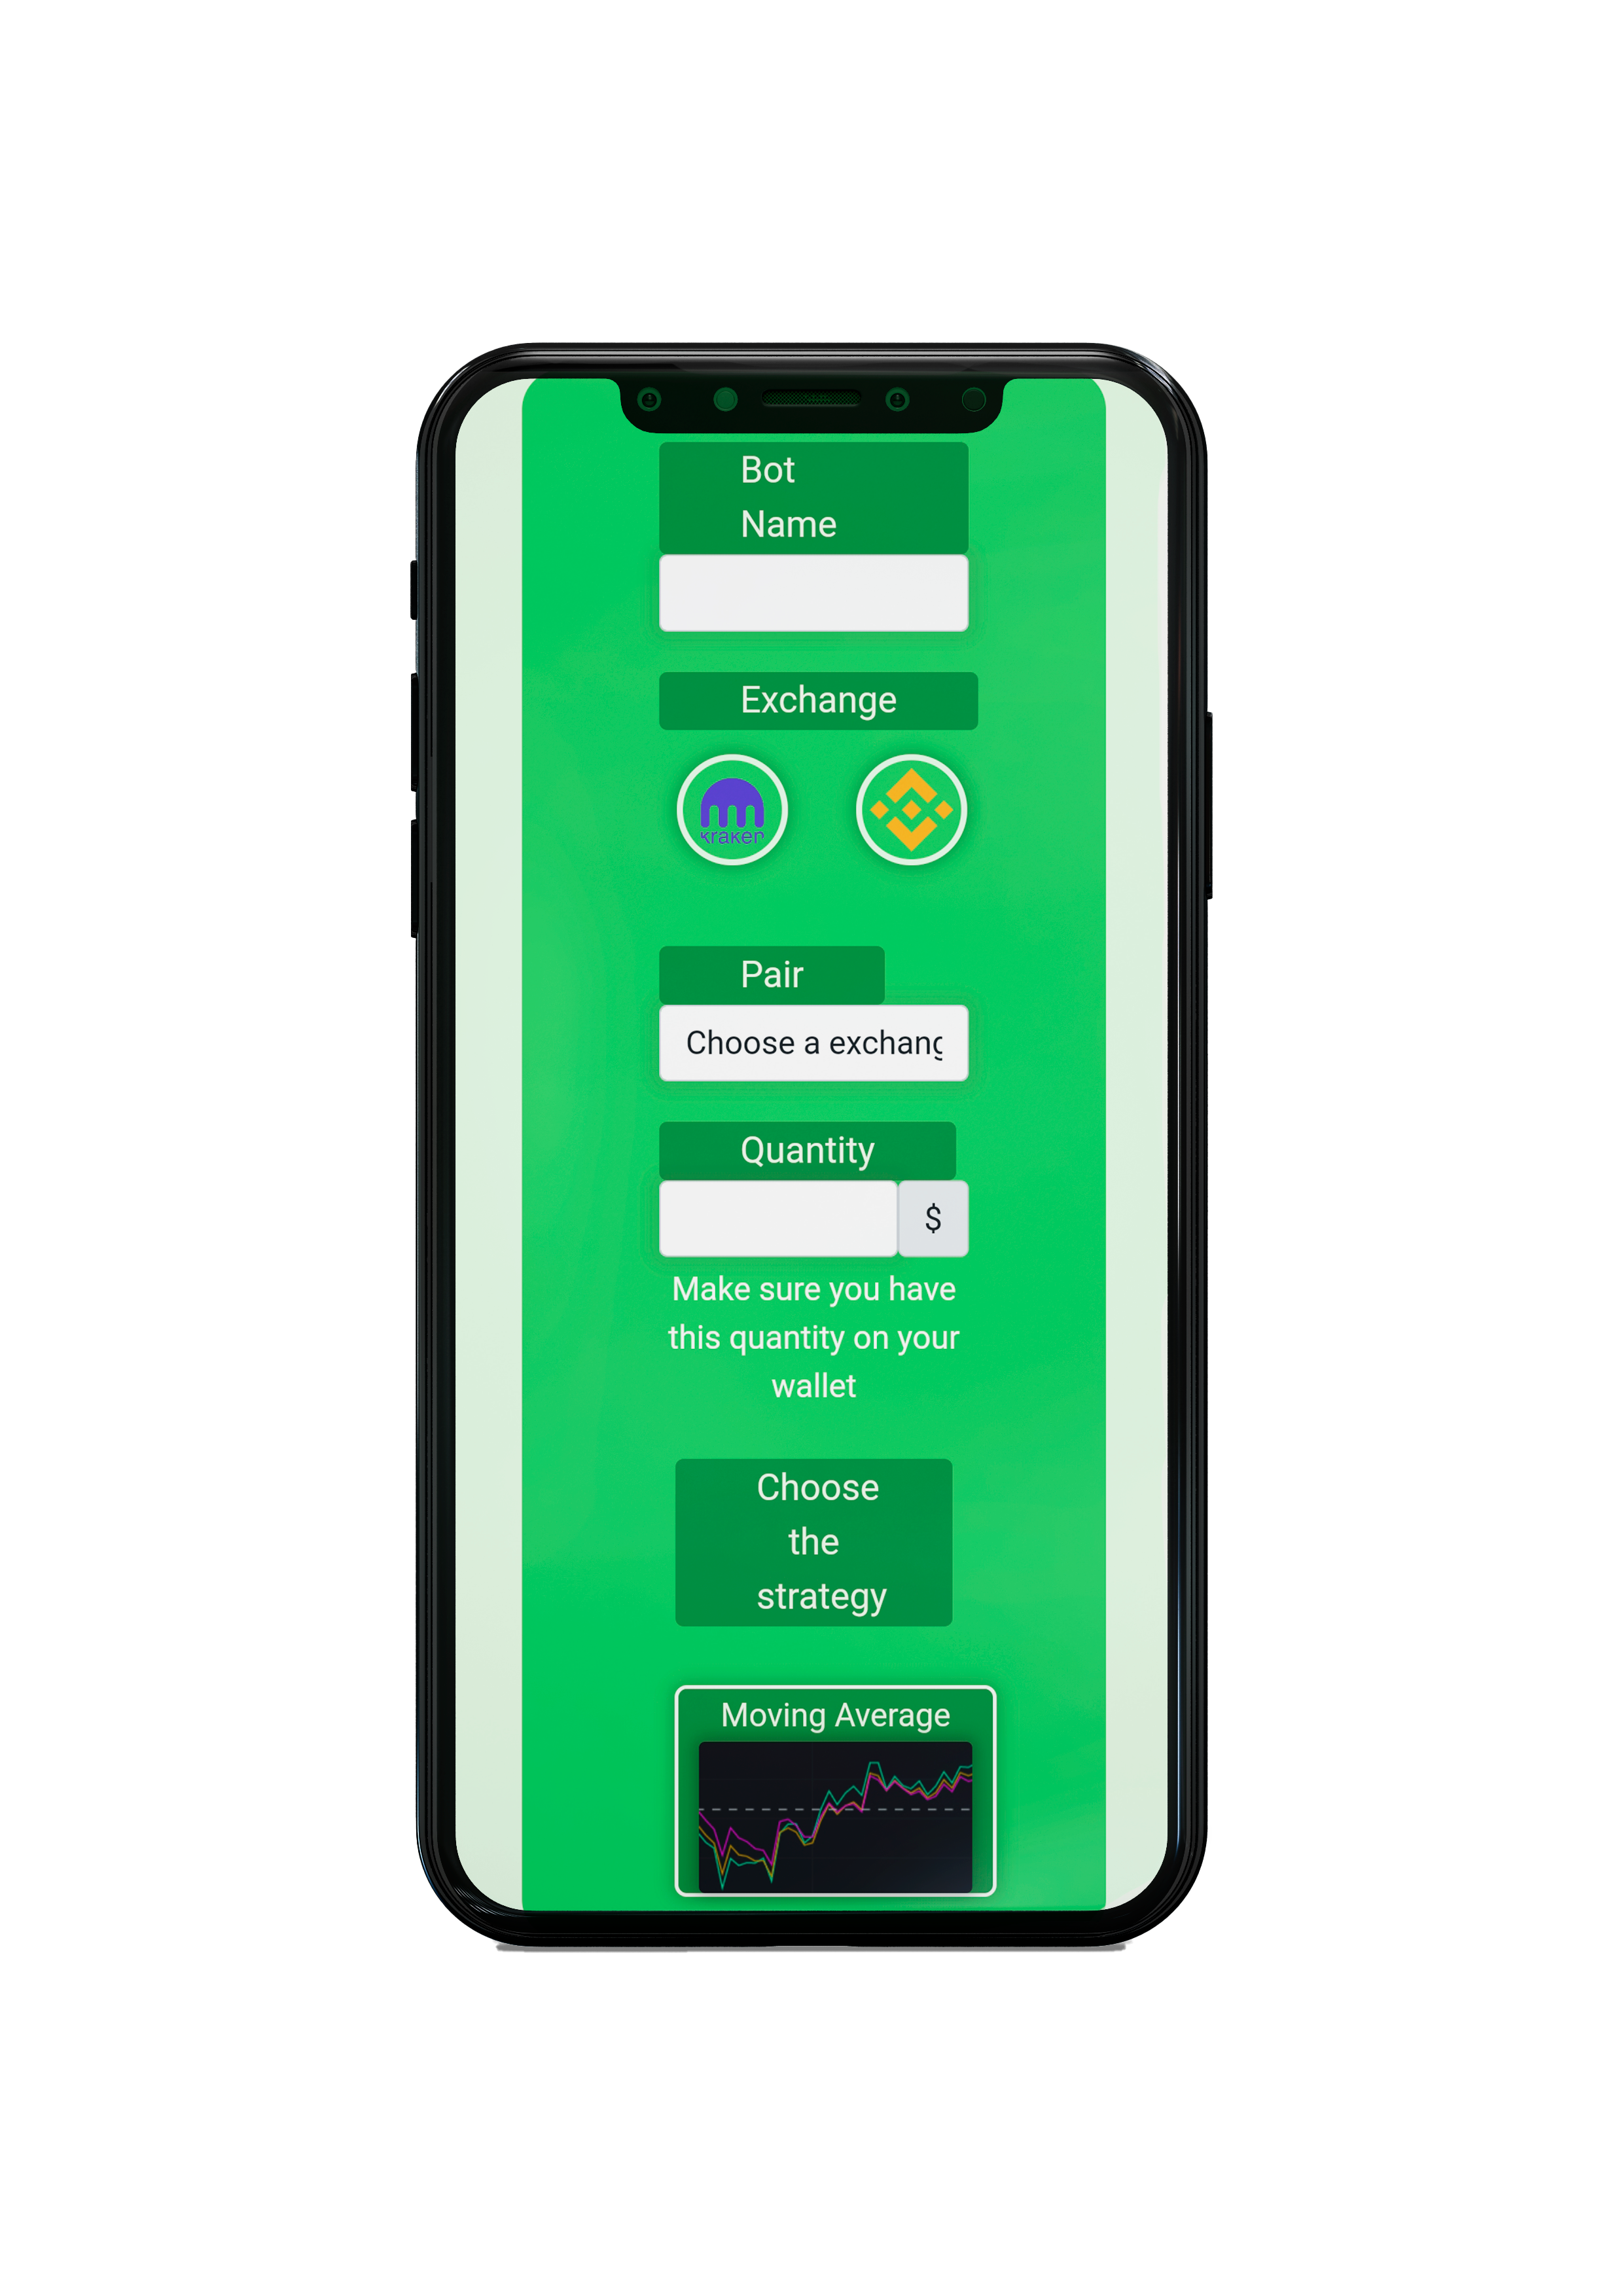 Bot
Name
Exchange
kraken
Pair
Choose a exchang
Quantity
$
Make sure you have
this quantity on your
wallet
Choose
the
strategy
Moving Average